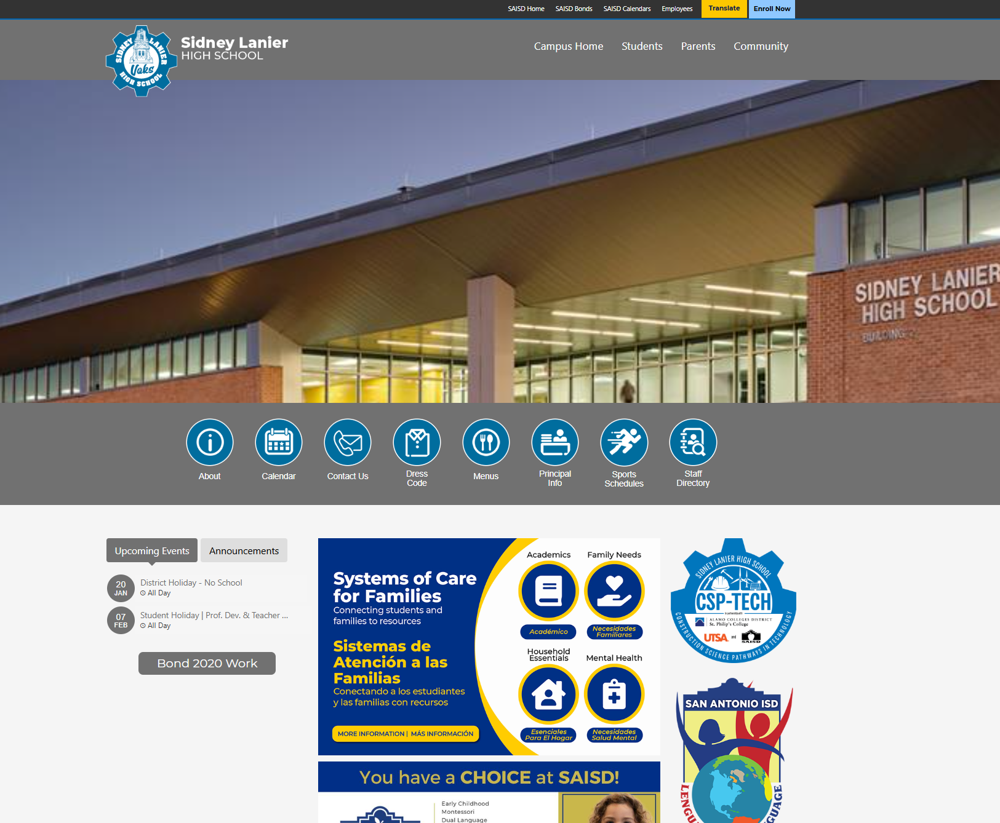 SAISD Home SAISD Bonds SAISD Calendars Employees Translate Enroll Now
SIDNEY LANIER
Voks
HIGH SCHOOL
Sidney Lanier
HIGH SCHOOL
Campus Home Students Parents Community
SIDNEY LANIER
HIGH SCHOOL
BUILDING
About
Calendar
Contact Us
Dress
Code
Menus
Principal
Info
Sports
Schedules
Staff
Directory
Upcoming Events Announcements
20
JAN
District Holiday - No School
All Day
07
FEB
Student Holiday | Prof. Dev. & Teacher ...
All Day
Bond 2020 Work
Systems of Care
for Families
Connecting students and
families to resources
Sistemas de
Atención a las
Familias
Conectando a los estudiantes
y las familias con recursos
MORE INFORMATION | MÁS INFORMACIÓN
Academics
Académico
Family Needs
Necesidades
Familiares
Household
Essentials
Esenciales
Para El Hogar
Mental Health
Necesidades
Salud Mental
You have a CHOICE at SAISD!
Early Childhood
Montessori
Dual Language
SIDNEY LANIER HIGH SCHOOL
CSP-TECH
in partnership with
ALAMO COLLEGES DISTRICT
St. Philip's College
UTSA and SAISD
CONSTRUCTION SCIENCE PATHWAYS IN TECHNOLOGY
SAN ANTONIO ISD